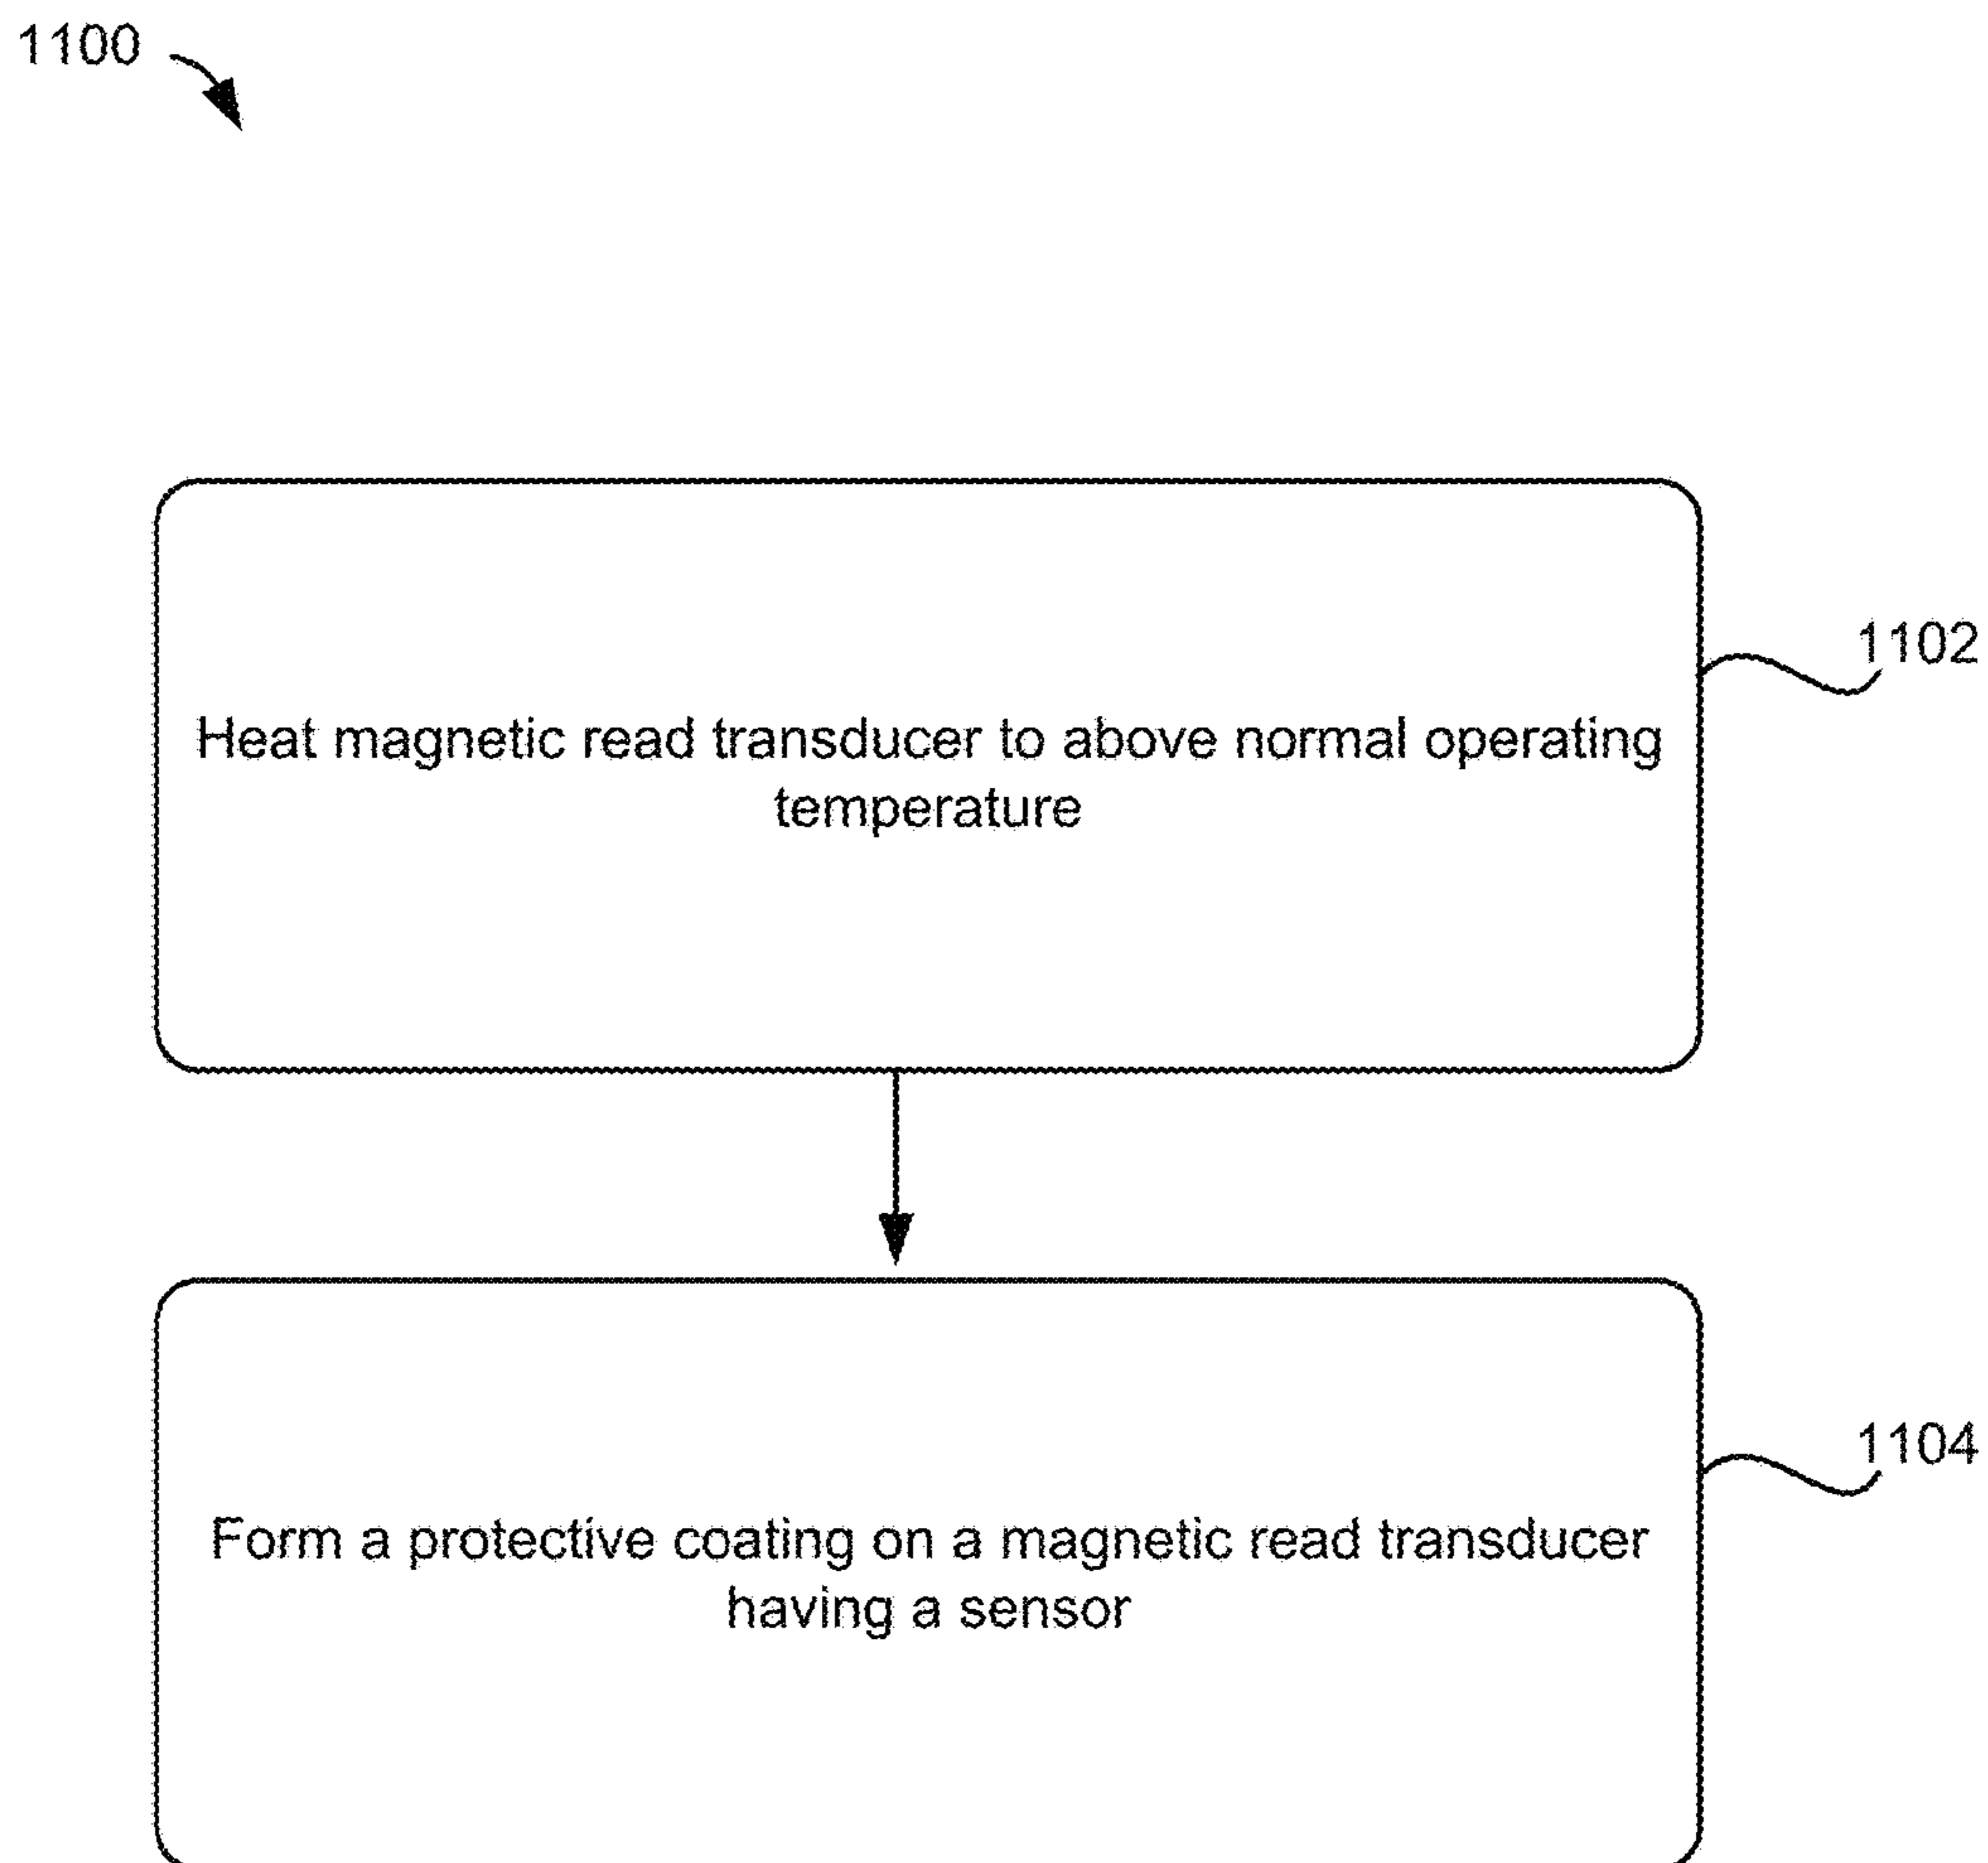 1100
Heat magnetic read transducer to above normal operating
temperature
1102
Form a protective coating on a magnetic read transducer
having a sensor
1104